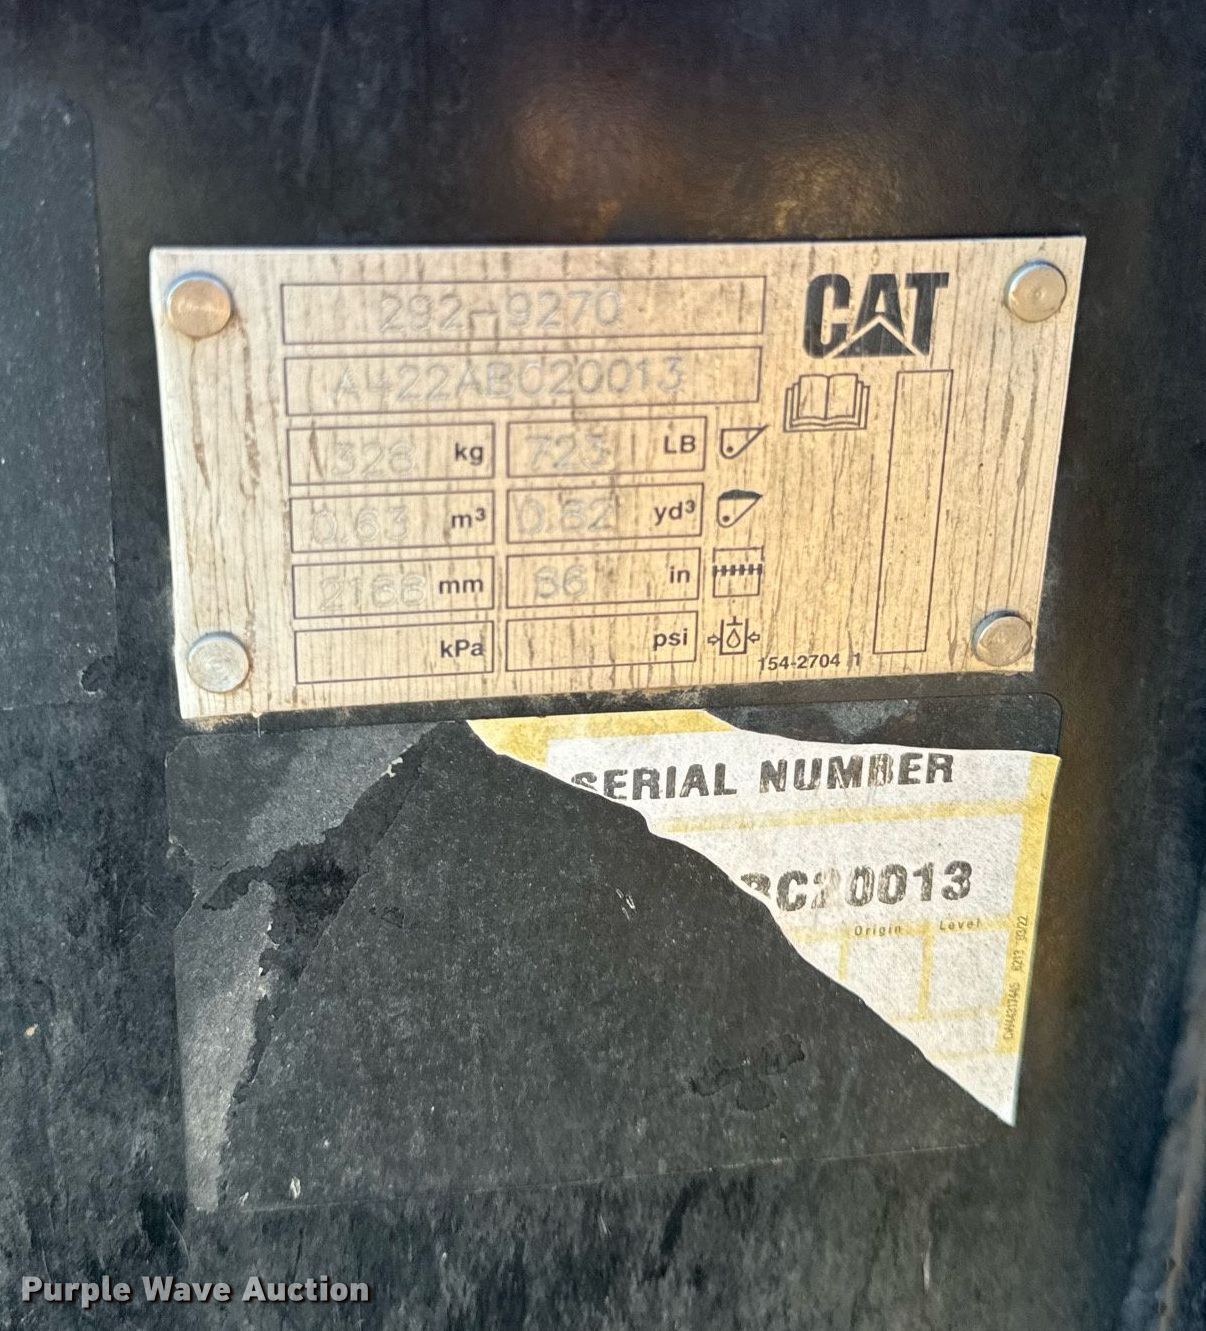 292-9270
CAT
A422ABC20013
328 kg 723 LB
0.63 m³ 0.82 yd³
mm 86 in
kPa psi
154-2704 1
SERIAL NUMBER
BC20013
Origin Level
Purple Wave Auction